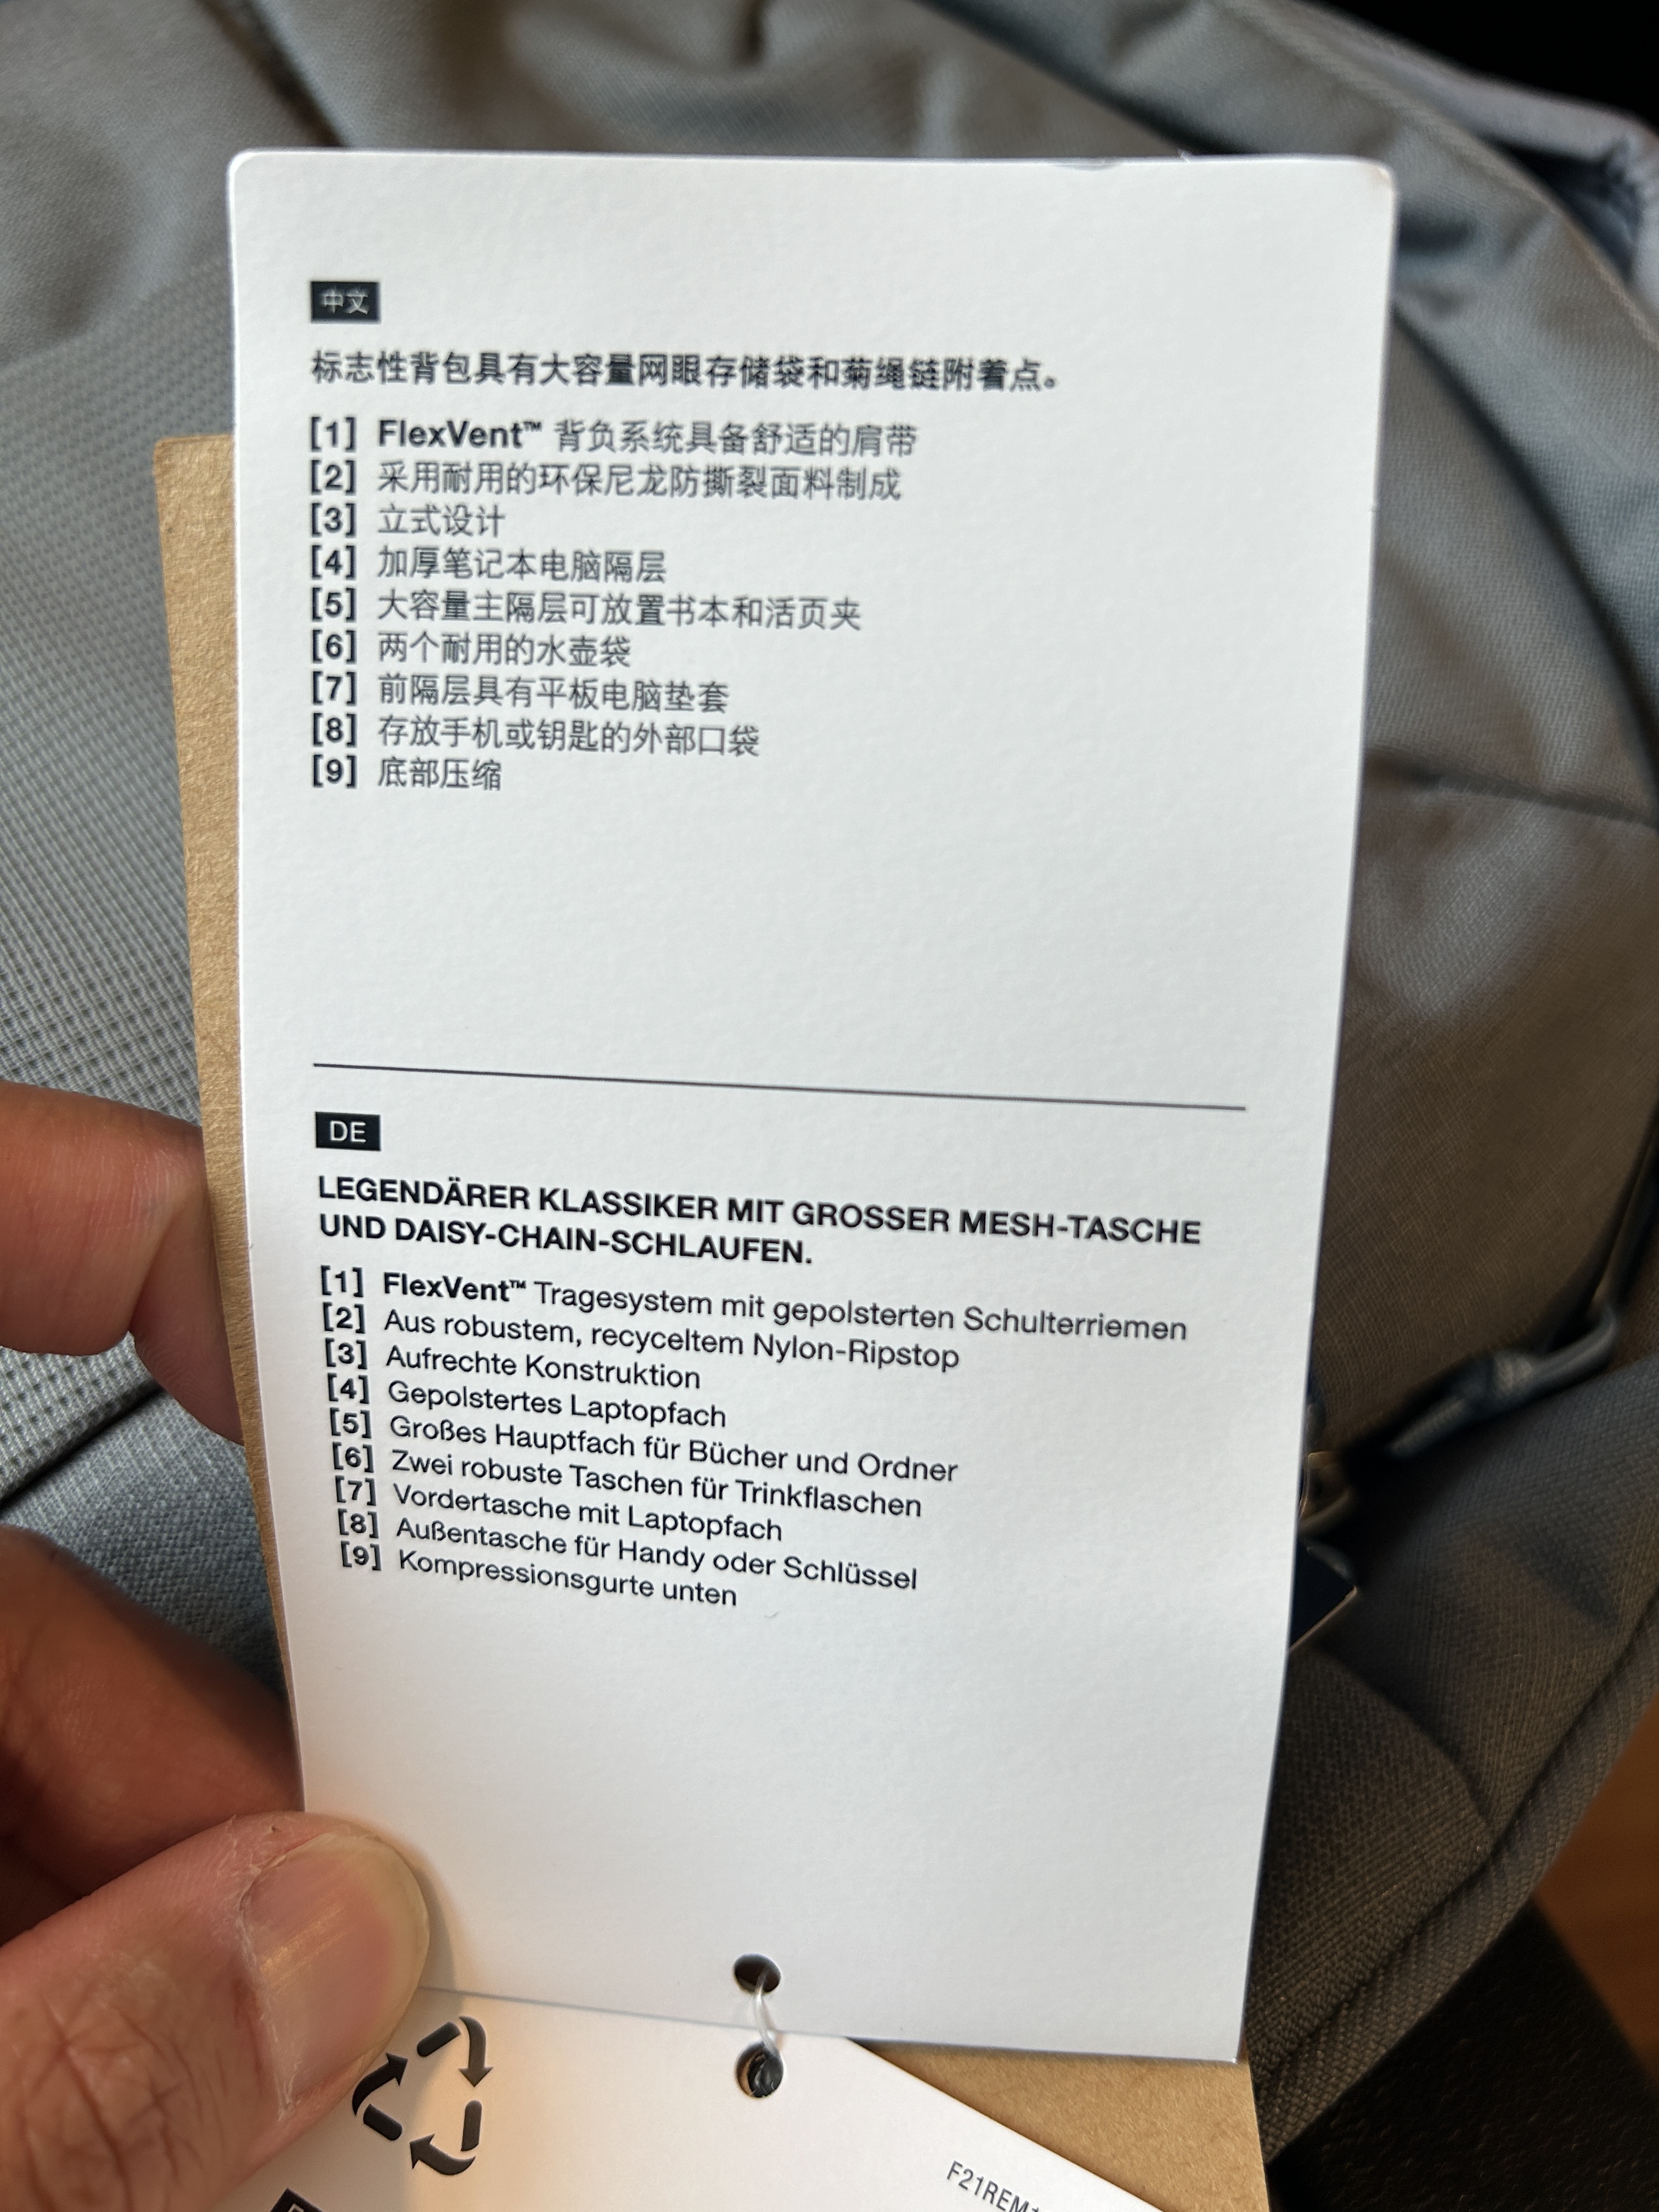 中文
标志性背包具有大容量网眼存储袋和菊绳链附着点。
[1] FlexVent™ 背负系统具备舒适的肩带
[2] 采用耐用的环保尼龙防撕裂面料制成
[3] 立式设计
[4] 加厚笔记本电脑隔层
[5] 大容量主隔层可放置书本和活页夹
[6] 两个耐用的水壶袋
[7] 前隔层具有平板电脑垫套
[8] 存放手机或钥匙的外部口袋
[9] 底部压缩
DE
LEGENDÄRER KLASSIKER MIT GROSSER MESH-TASCHE
UND DAISY-CHAIN-SCHLAUFEN.
[1] FlexVent™ Tragesystem mit gepolsterten Schulterriemen
[2] Aus robustem, recyceltem Nylon-Ripstop
[3] Aufrechte Konstruktion
[4] Gepolstertes Laptopfach
[5] Großes Hauptfach für Bücher und Ordner
[6] Zwei robuste Taschen für Trinkflaschen
[7] Vordertasche mit Laptopfach
[8] Außentasche für Handy oder Schlüssel
[9] Kompressionsgurte unten